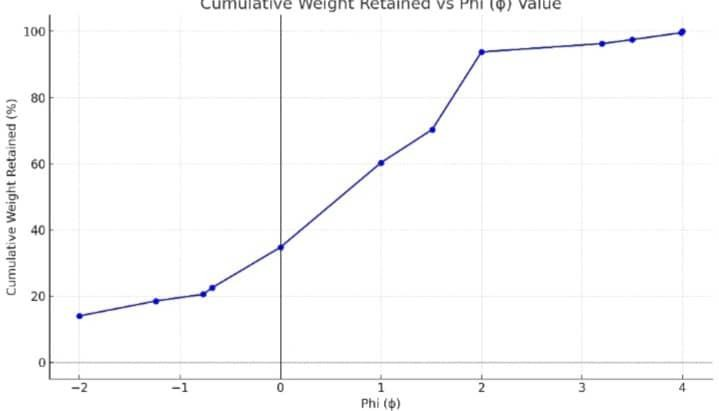 Cumulative Weight Retained vs Phi (ϕ) Value
Cumulative Weight Retained (%)
100
80
60
40
20
0
−2 −1 0 1 2 3 4
Phi (ϕ)